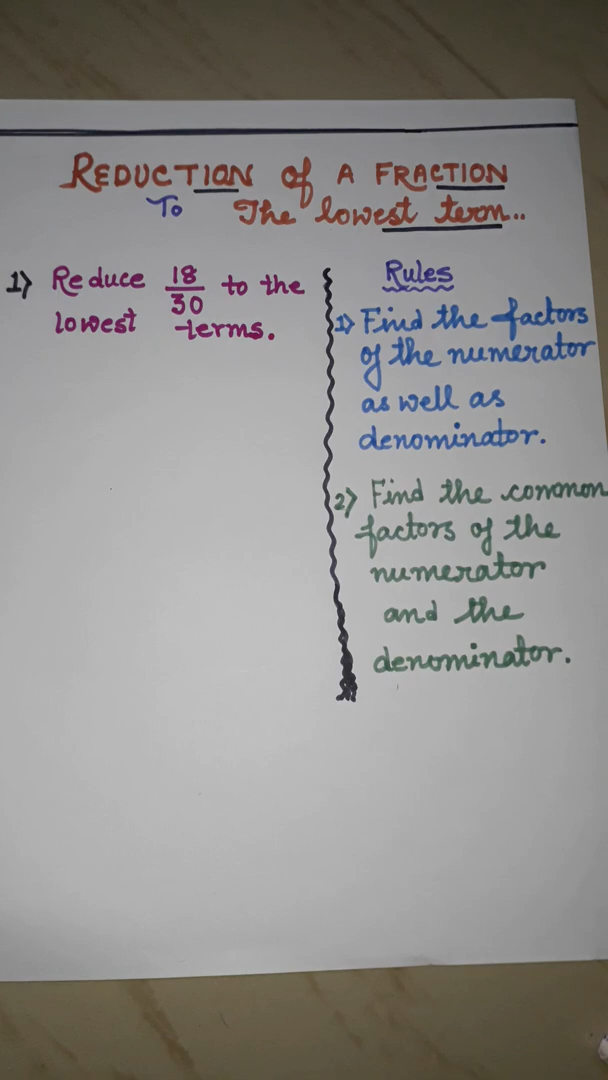 REDUCTION of A FRACTION
To The lowest term..
1) Reduce 18/30 to the
lowest terms.
Rules
1) Find the factors
of the numerator
as well as
denominator.
2) Find the common
factors of the
numerator
and the
denominator.